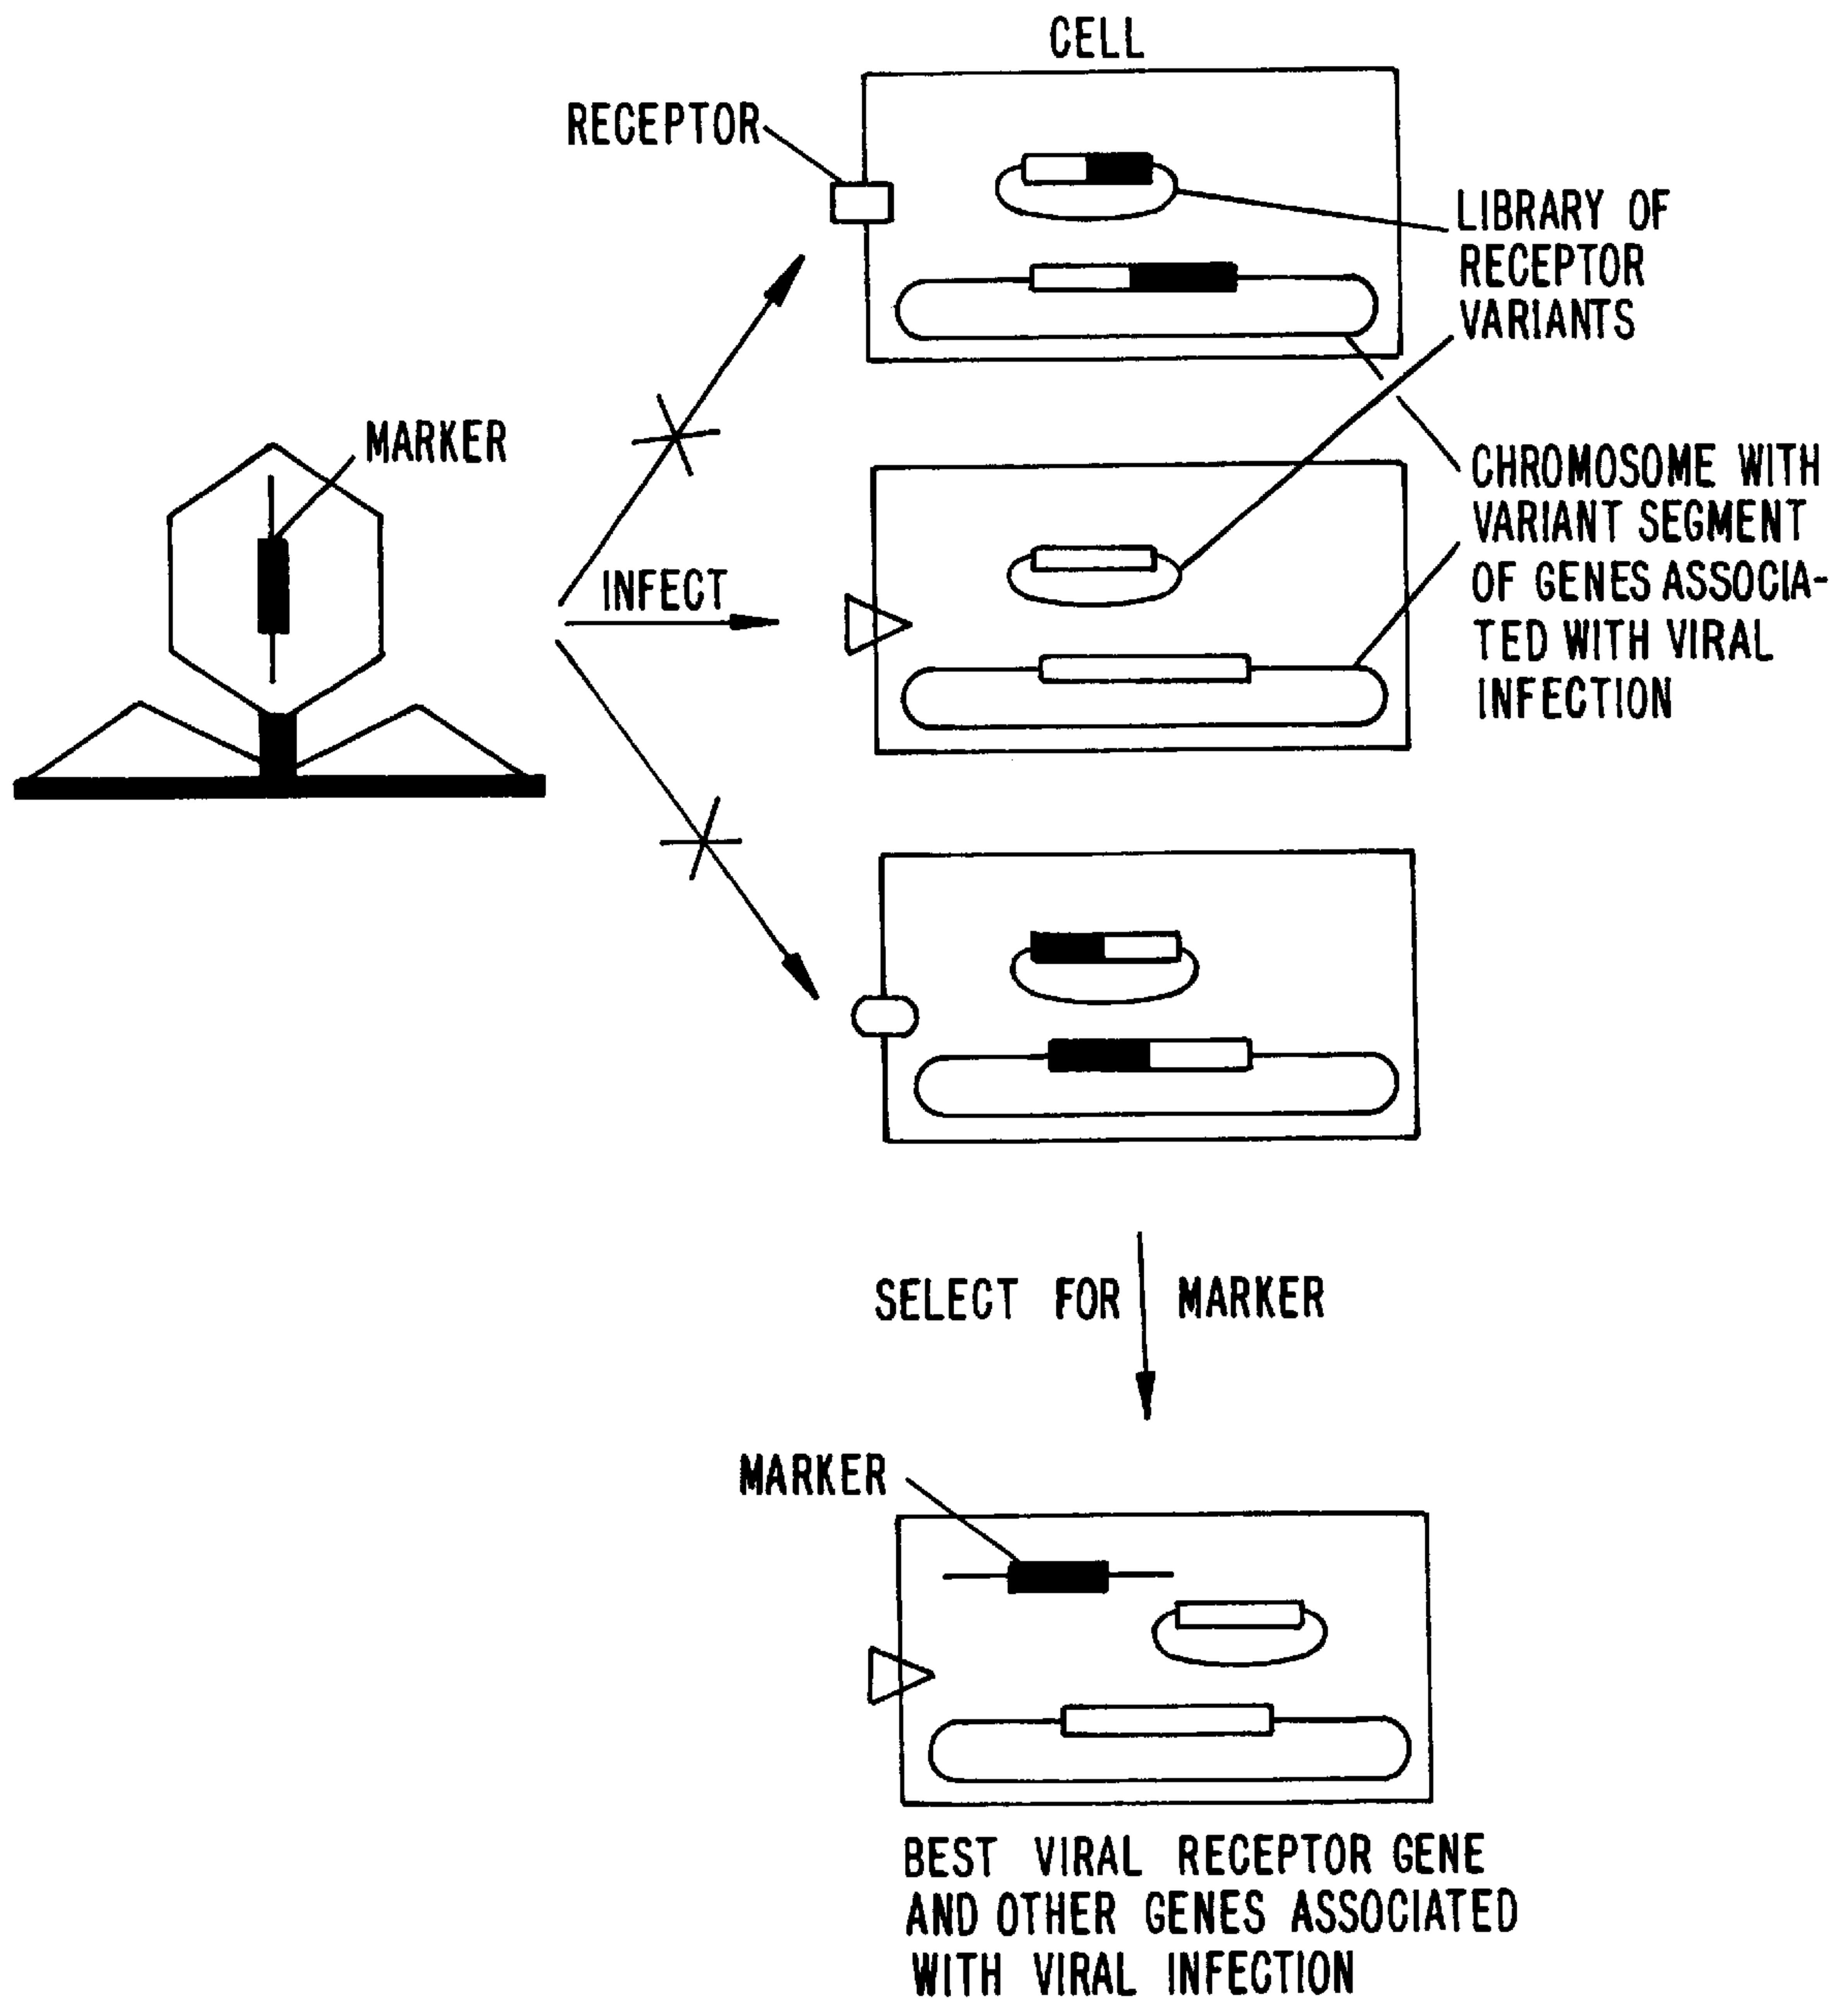 CELL
RECEPTOR
LIBRARY OF
RECEPTOR
VARIANTS
MARKER
CHROMOSOME WITH
VARIANT SEGMENT
OF GENES ASSOCIA-
TED WITH VIRAL
INFECTION
INFECT
SELECT FOR MARKER
MARKER
BEST VIRAL RECEPTOR GENE
AND OTHER GENES ASSOCIATED
WITH VIRAL INFECTION